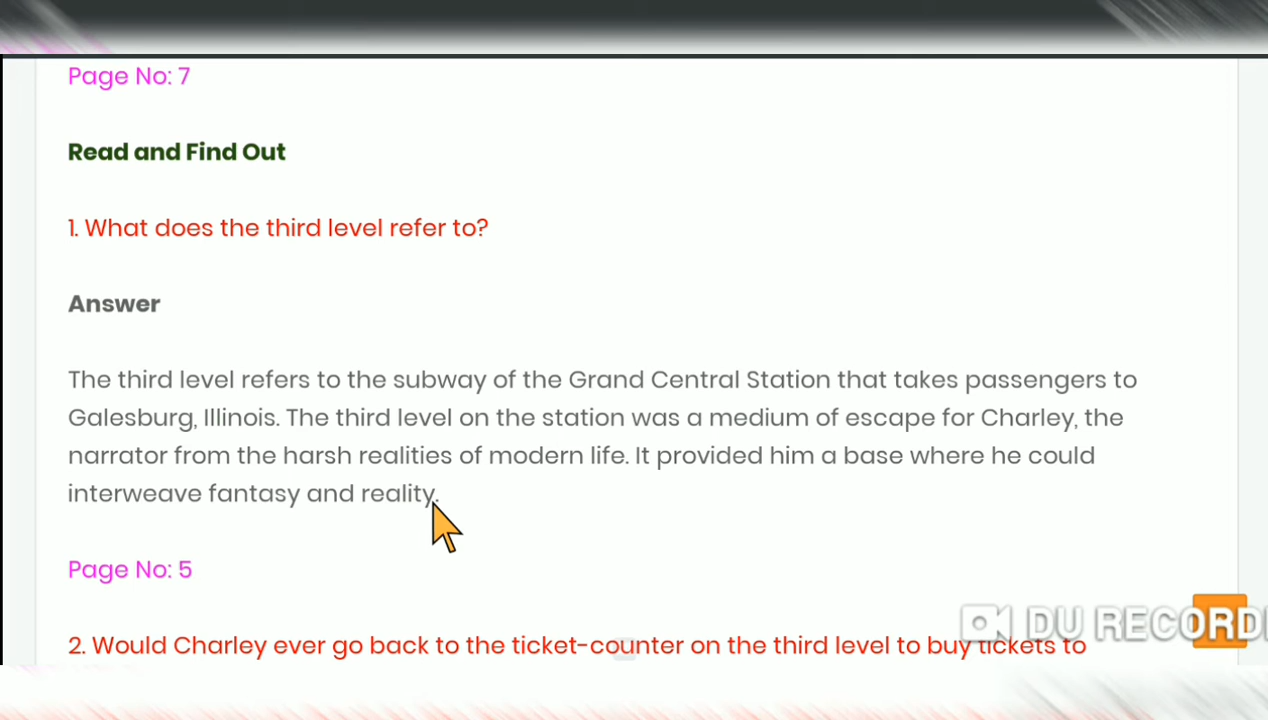 Page No: 7
Read and Find Out
1. What does the third level refer to?
Answer
The third level refers to the subway of the Grand Central Station that takes passengers to
Galesburg, Illinois. The third level on the station was a medium of escape for Charley, the
narrator from the harsh realities of modern life. It provided him a base where he could
interweave fantasy and reality.
Page No: 5
DU RECORD
2. Would Charley ever go back to the ticket-counter on the third level to buy tickets to